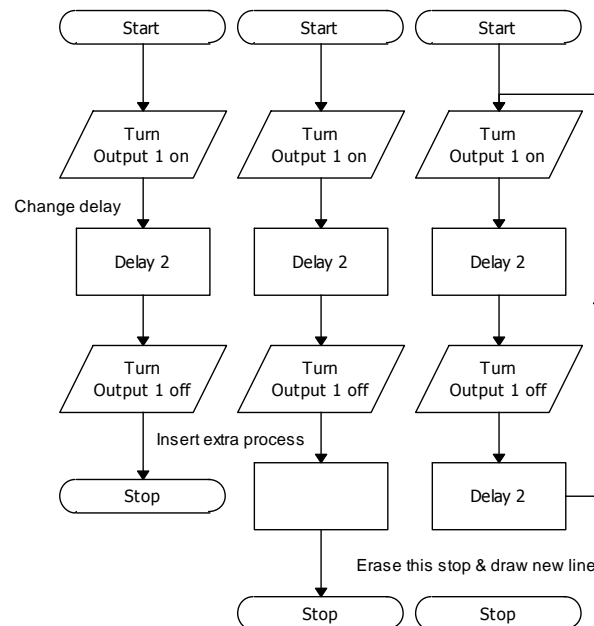 Start
Turn
Output 1 on
Change delay
Delay 2
Turn
Output 1 off
Stop
Start
Turn
Output 1 on
Delay 2
Turn
Output 1 off
Insert extra process
Stop
Start
Turn
Output 1 on
Delay 2
Turn
Output 1 off
Delay 2
Erase this stop & draw new line
Stop